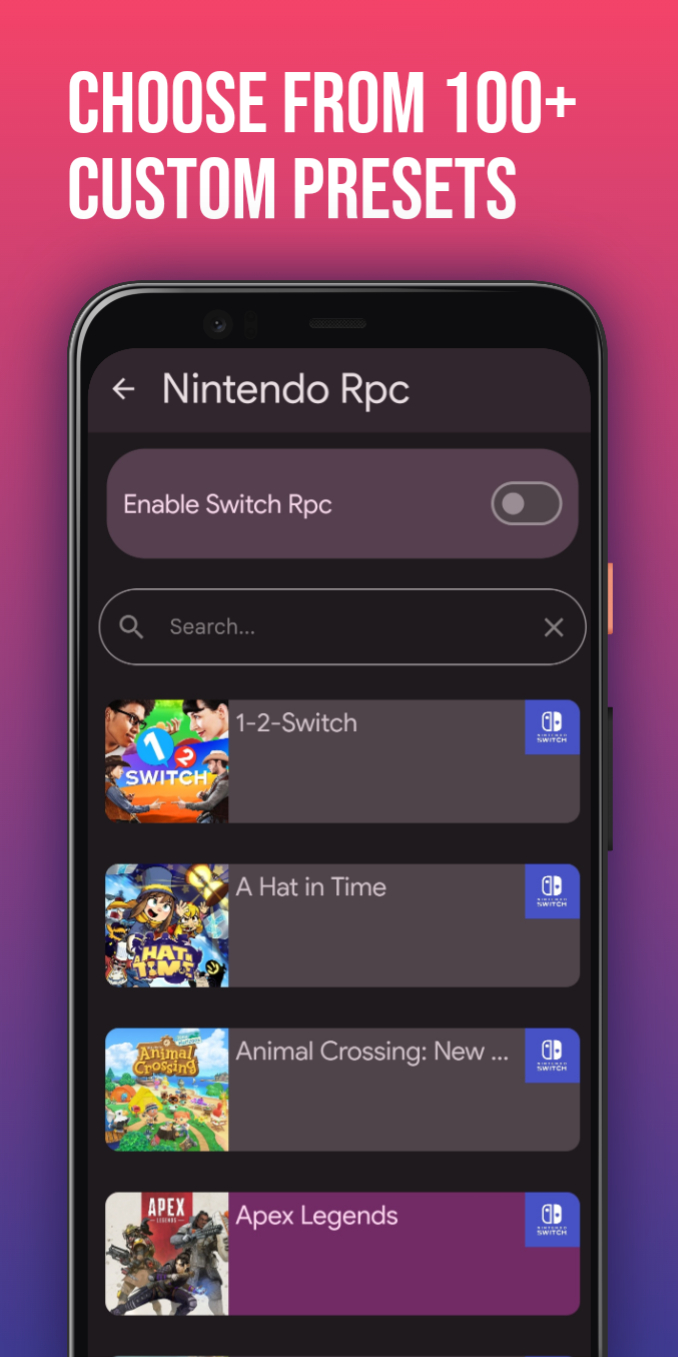 CHOOSE FROM 100+
CUSTOM PRESETS
Nintendo Rpc
Enable Switch Rpc
Search...
1-2-Switch
1 2
SWITCH
NINTENDO
SWITCH
A Hat in Time
A HAT IN
TIME
NINTENDO
SWITCH
Animal Crossing: New ...
Animal
Crossing
NINTENDO
SWITCH
Apex Legends
APEX
LEGENDS
NINTENDO
SWITCH